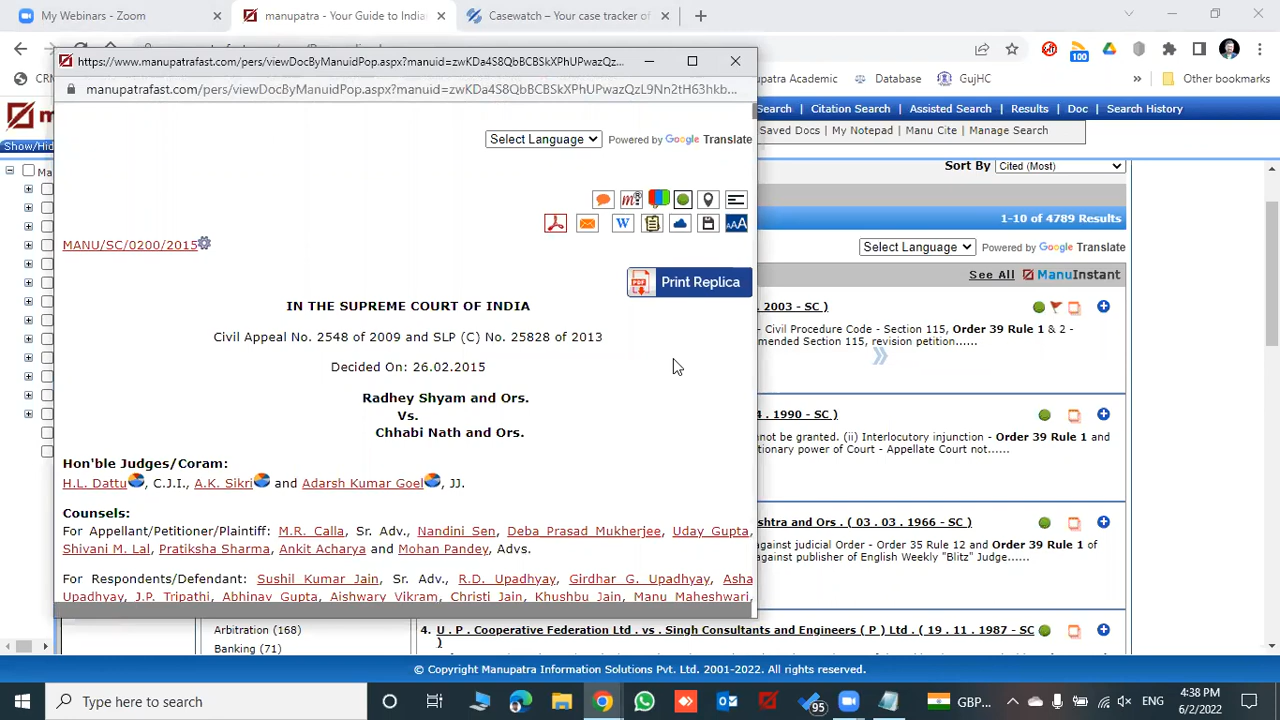 My Webinars - Zoom
manupatra - Your Guide to India
Casewatch – Your case tracker of
https://www.manupatrafast.com/pers/viewDocByManuidPop.aspx?manuid=zwKDa4S8QbBCBSkXPhUPwazQz...
100
manupatrafast.com/pers/viewDocByManuidPop.aspx?manuid=zwKDa4S8QbBCBSkXPhUPwazQzL9Nn2tH63hkb...
CRM
patra Academic
Database
GujHC
»
Other bookmarks
Search | Citation Search | Assisted Search | Results | Doc | Search History
Saved Docs | My Notepad | Manu Cite | Manage Search
Show/Hid
Select Language
Powered by Google Translate
Sort By
Cited (Most)
1-10 of 4789 Results
MANU/SC/0200/2015
Select Language
Powered by Google Translate
See All
ManuInstant
Print Replica
IN THE SUPREME COURT OF INDIA
. 2003 - SC )
Civil Appeal No. 2548 of 2009 and SLP (C) No. 25828 of 2013
- Civil Procedure Code - Section 115, Order 39 Rule 1 & 2 -
mended Section 115, revision petition......
Decided On: 26.02.2015
Radhey Shyam and Ors.
Vs.
Chhabi Nath and Ors.
4 . 1990 - SC )
not be granted. (ii) Interlocutory injunction - Order 39 Rule 1 and
tionary power of Court - Appellate Court not......
Hon'ble Judges/Coram:
H.L. Dattu, C.J.I., A.K. Sikri and Adarsh Kumar Goel, JJ.
Counsels:
For Appellant/Petitioner/Plaintiff: M.R. Calla, Sr. Adv., Nandini Sen, Deba Prasad Mukherjee, Uday Gupta,
Shivani M. Lal, Pratiksha Sharma, Ankit Acharya and Mohan Pandey, Advs.
shtra and Ors . ( 03 . 03 . 1966 - SC )
against judicial Order - Order 35 Rule 12 and Order 39 Rule 1 of
against publisher of English Weekly "Blitz" Judge......
For Respondents/Defendant: Sushil Kumar Jain, Sr. Adv., R.D. Upadhyay, Girdhar G. Upadhyay, Asha
Upadhyay, J.P. Tripathi, Abhinay Gupta, Aishwary Vikram, Christi Jain, Khushbu Jain, Manu Maheshwari,
Arbitration (168)
Banking (71)
4. U . P . Cooperative Federation Ltd . vs . Singh Consultants and Engineers ( P ) Ltd . ( 19 . 11 . 1987 - SC
)
© Copyright Manupatra Information Solutions Pvt. Ltd. 2001-2022. All rights reserved.
Type here to search
95
GBP...
ENG
4:38 PM
6/2/2022